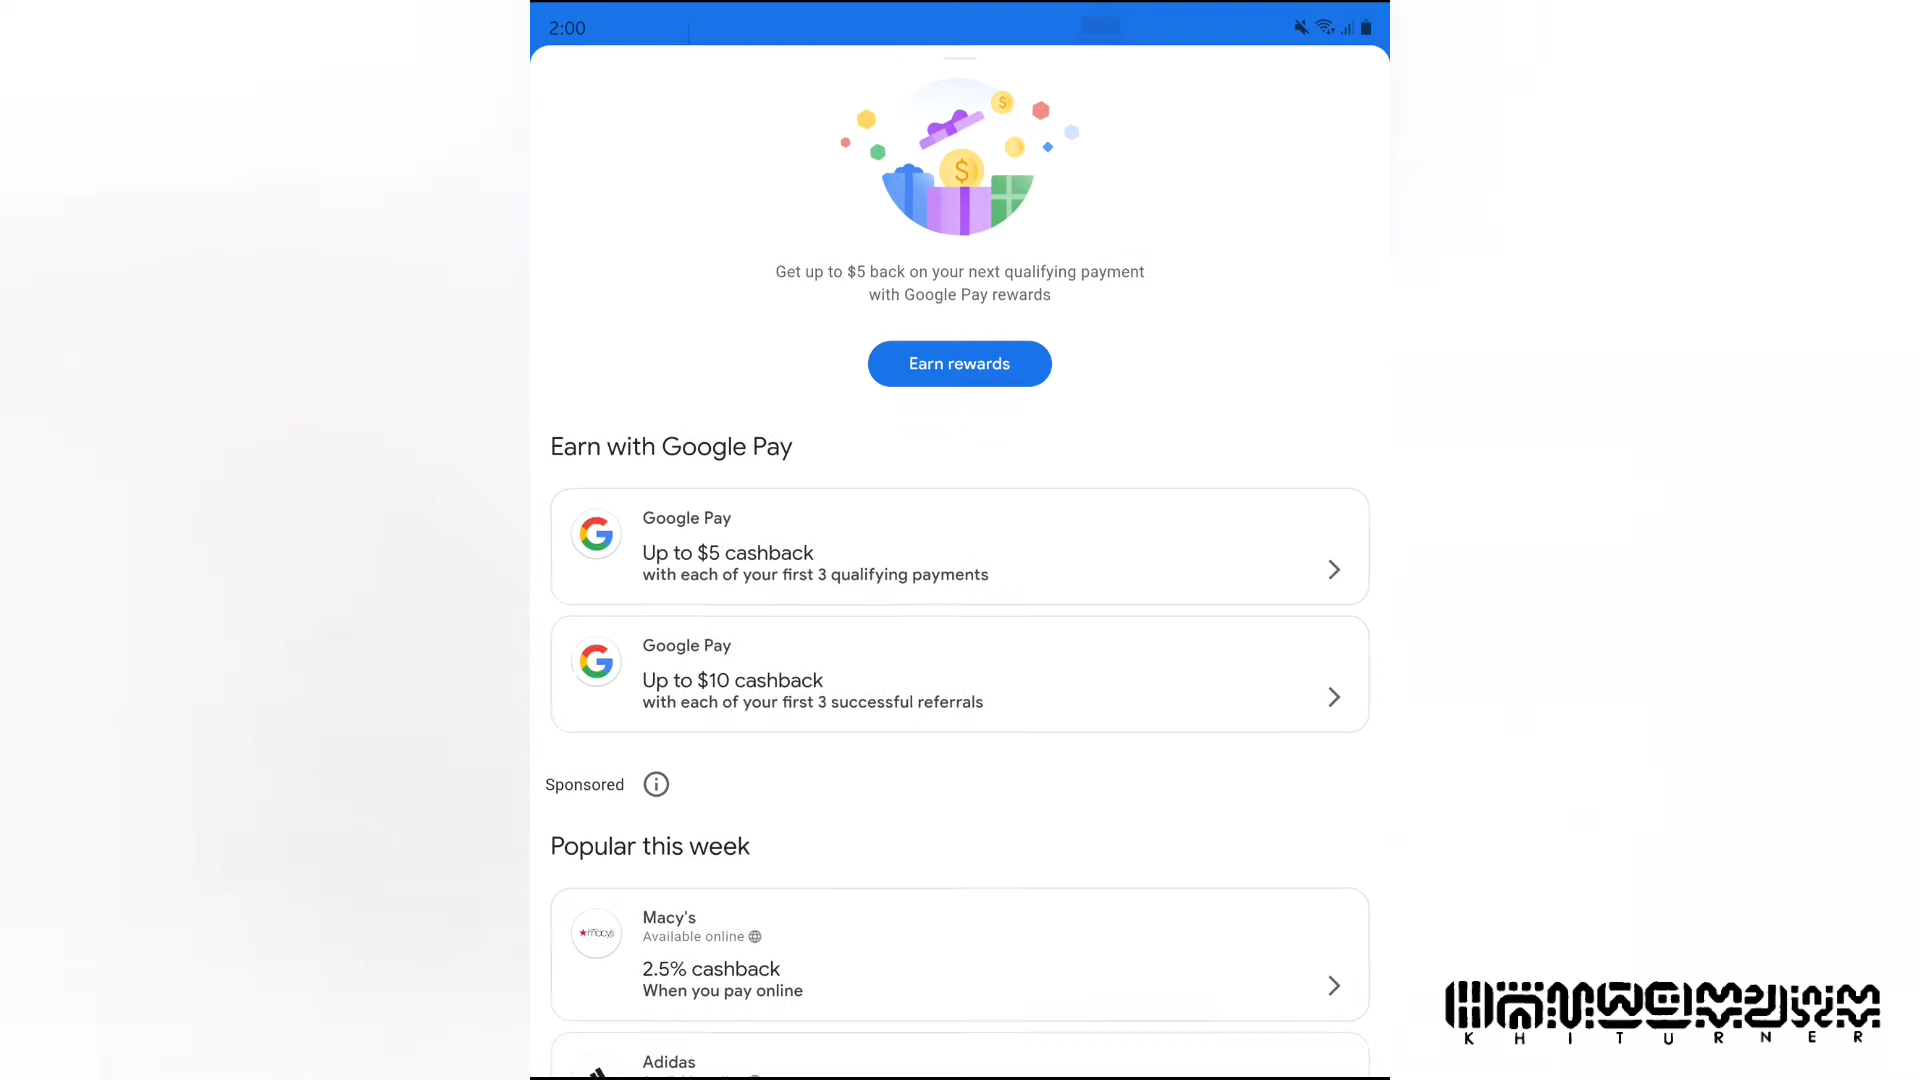 2:00
Get up to $5 back on your next qualifying payment
with Google Pay rewards
Earn rewards
Earn with Google Pay
Google Pay
Up to $5 cashback
with each of your first 3 qualifying payments
Google Pay
Up to $10 cashback
with each of your first 3 successful referrals
Sponsored
Popular this week
Macy's
Available online
★macy's
2.5% cashback
When you pay online
Adidas
KHITURNER